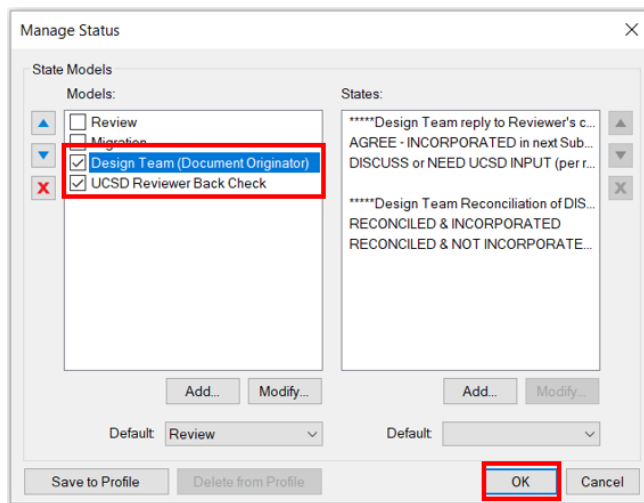 Manage Status
State Models
Models:
Review
Migration
Design Team (Document Originator)
UCSD Reviewer Back Check
States:
*****Design Team reply to Reviewer's c...
AGREE - INCORPORATED in next Sub...
DISCUSS or NEED UCSD INPUT (per r...
*****Design Team Reconciliation of DIS...
RECONCILED & INCORPORATED
RECONCILED & NOT INCORPORATE...
Add... Modify... Add... Modify...
Default: Review Default:
Save to Profile Delete from Profile OK Cancel